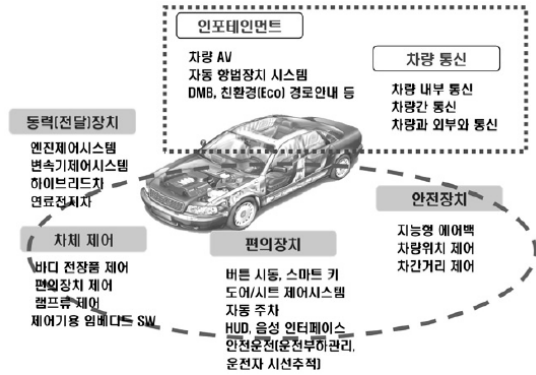 인포테인먼트
차량 AV
자동 항법장치 시스템
DMB, 친환경(Eco) 경로안내 등
차량 통신
차량 내부 통신
차량간 통신
차량과 외부와 통신
동력(전달)장치
엔진제어시스템
변속기제어시스템
하이브리드차
연료전지차
차체 제어
바디 전장품 제어
편의장치 제어
램프류 제어
제어기용 임베디드 SW
편의장치
버튼 시동, 스마트 키
도어/시트 제어시스템
자동 주차
HUD, 음성 인터페이스
안전운전(운전부하관리,
운전자 시선추적)
안전장치
지능형 에어백
차량위치 제어
차간거리 제어